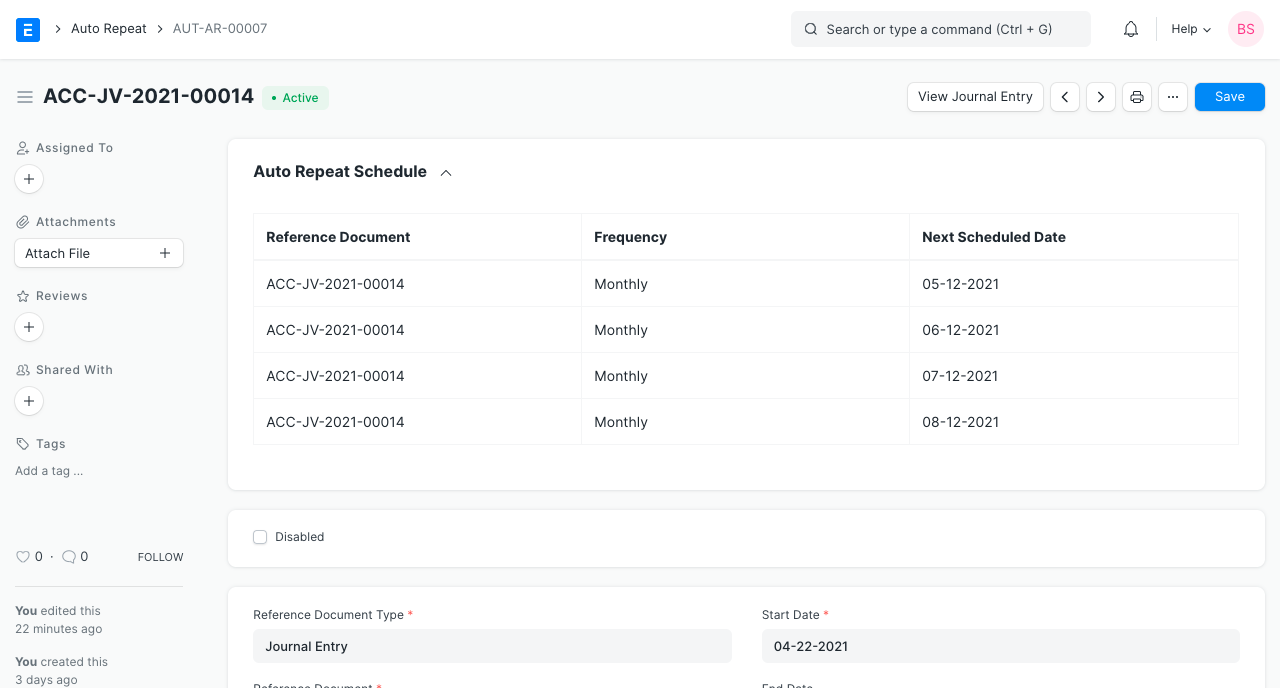 Auto Repeat AUT-AR-00007
Search or type a command (Ctrl + G)
Help
BS
ACC-JV-2021-00014 Active
View Journal Entry
Save
Assigned To
Attachments
Attach File
Reviews
Shared With
Tags
Add a tag ...
0 · 0 FOLLOW
You edited this
22 minutes ago
You created this
3 days ago
Auto Repeat Schedule
Reference Document Frequency Next Scheduled Date
ACC-JV-2021-00014 Monthly 05-12-2021
ACC-JV-2021-00014 Monthly 06-12-2021
ACC-JV-2021-00014 Monthly 07-12-2021
ACC-JV-2021-00014 Monthly 08-12-2021
Disabled
Reference Document Type * Start Date *
Journal Entry 04-22-2021
Reference Document * End Date